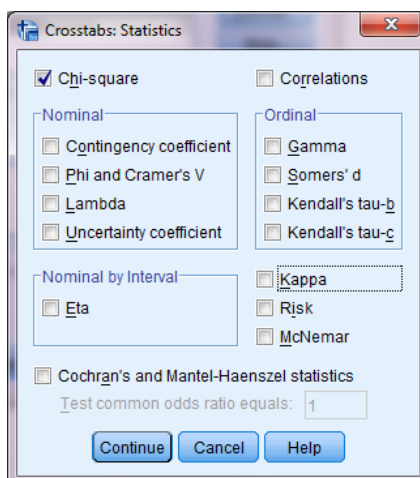 Crosstabs: Statistics
Chi-square
Correlations
Nominal
Contingency coefficient
Phi and Cramer's V
Lambda
Uncertainty coefficient
Ordinal
Gamma
Somers' d
Kendall's tau-b
Kendall's tau-c
Nominal by Interval
Eta
Kappa
Risk
McNemar
Cochran's and Mantel-Haenszel statistics
Test common odds ratio equals: 1
Continue Cancel Help